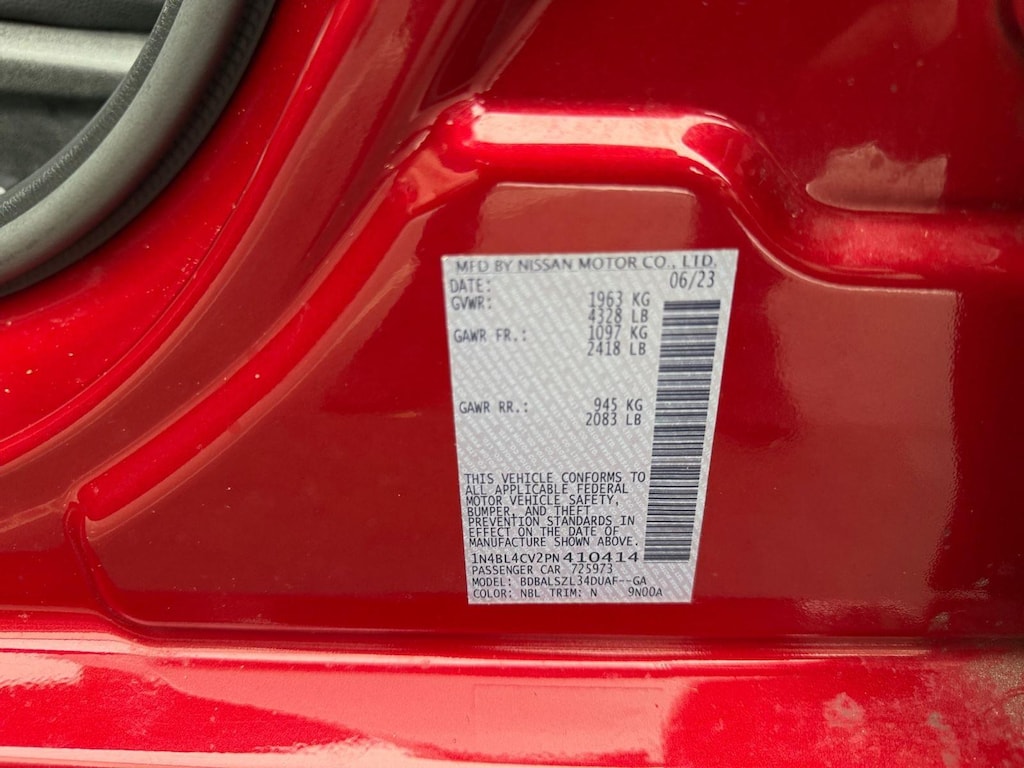 MFD BY NISSAN MOTOR CO., LTD.
DATE: 06/23
GVWR: 1963 KG
4328 LB
GAWR FR.: 1097 KG
2418 LB
GAWR RR.: 945 KG
2083 LB
THIS VEHICLE CONFORMS TO
ALL APPLICABLE FEDERAL
MOTOR VEHICLE SAFETY,
BUMPER, AND THEFT
PREVENTION STANDARDS IN
EFFECT ON THE DATE OF
MANUFACTURE SHOWN ABOVE.
1N4BL4CV2PN410414
PASSENGER CAR 725973
MODEL: BDBALSZL34DUAF--GA
COLOR: NBL TRIM: N 9N00A